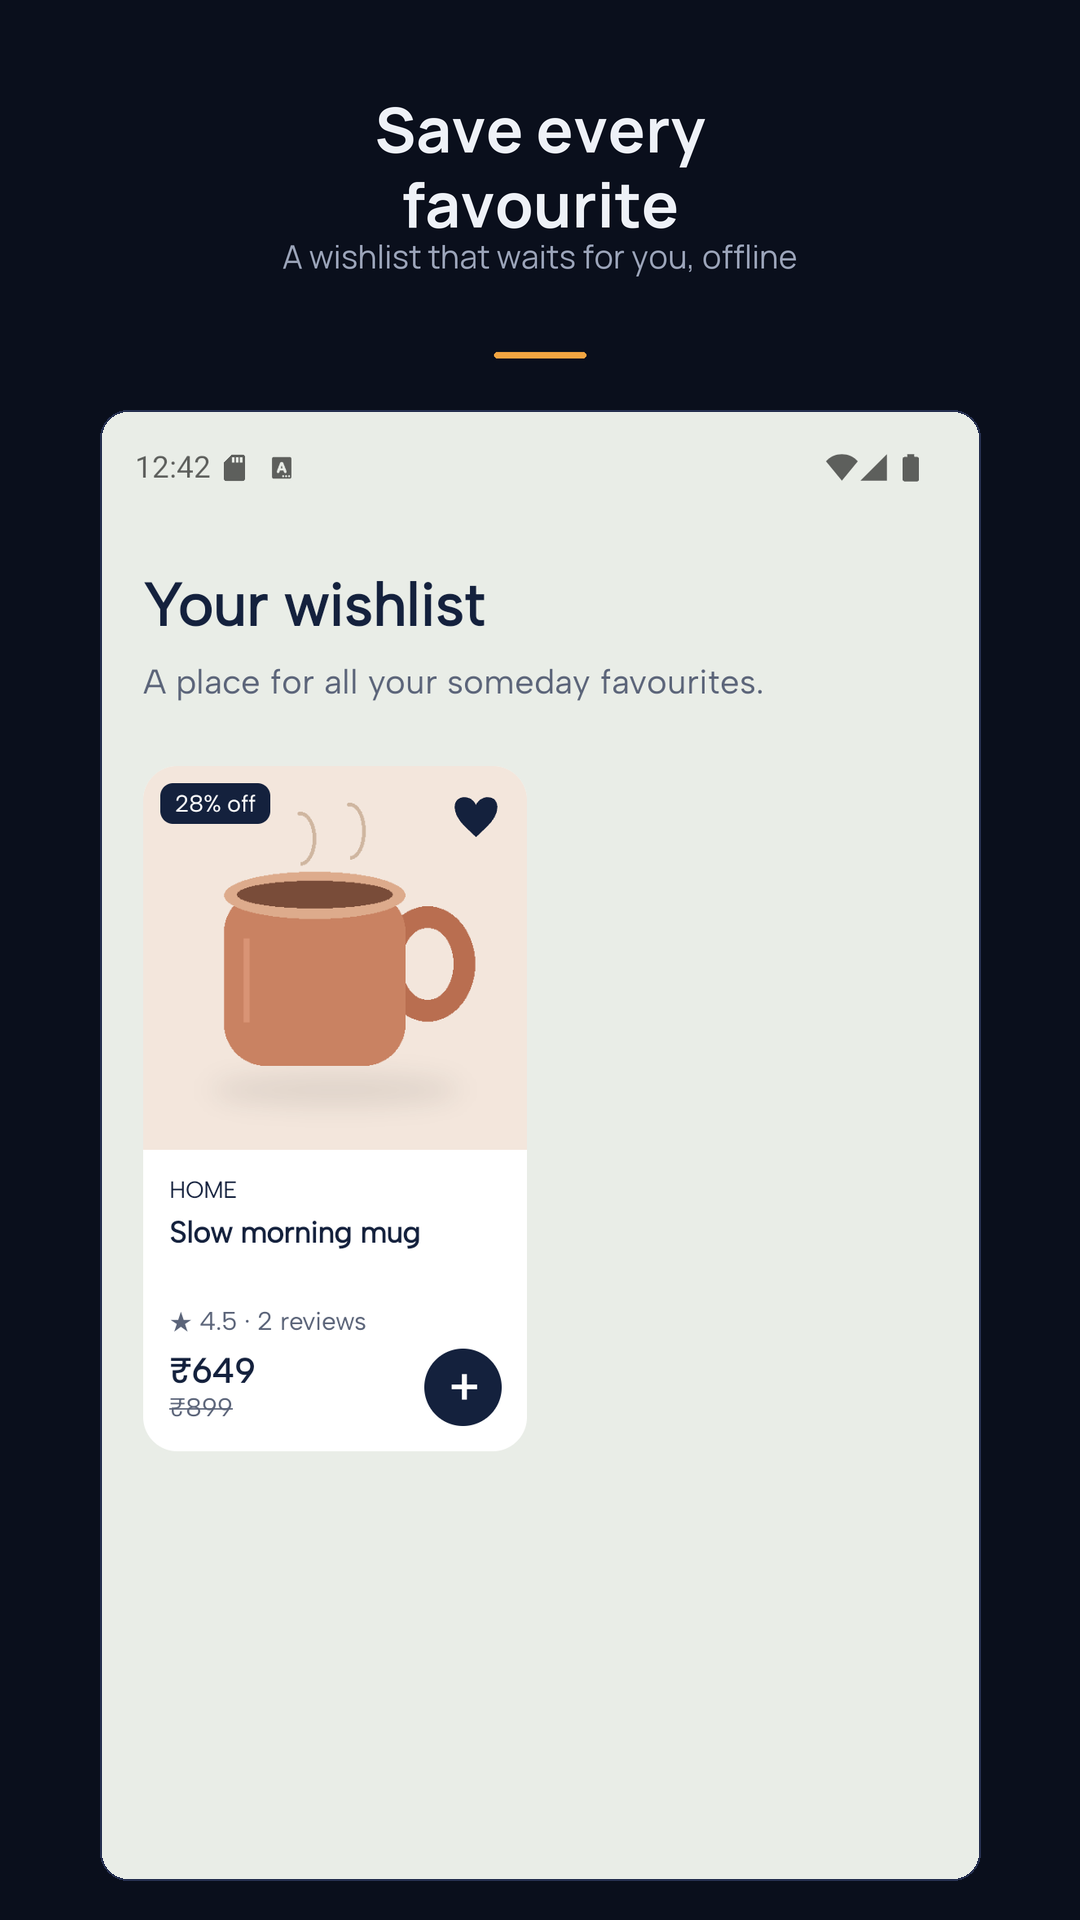 Save every
favourite
A wishlist that waits for you, offline
12:42
A
Your wishlist
A place for all your someday favourites.
28% off
HOME
Slow morning mug
★ 4.5 · 2 reviews
₹649
₹899
+